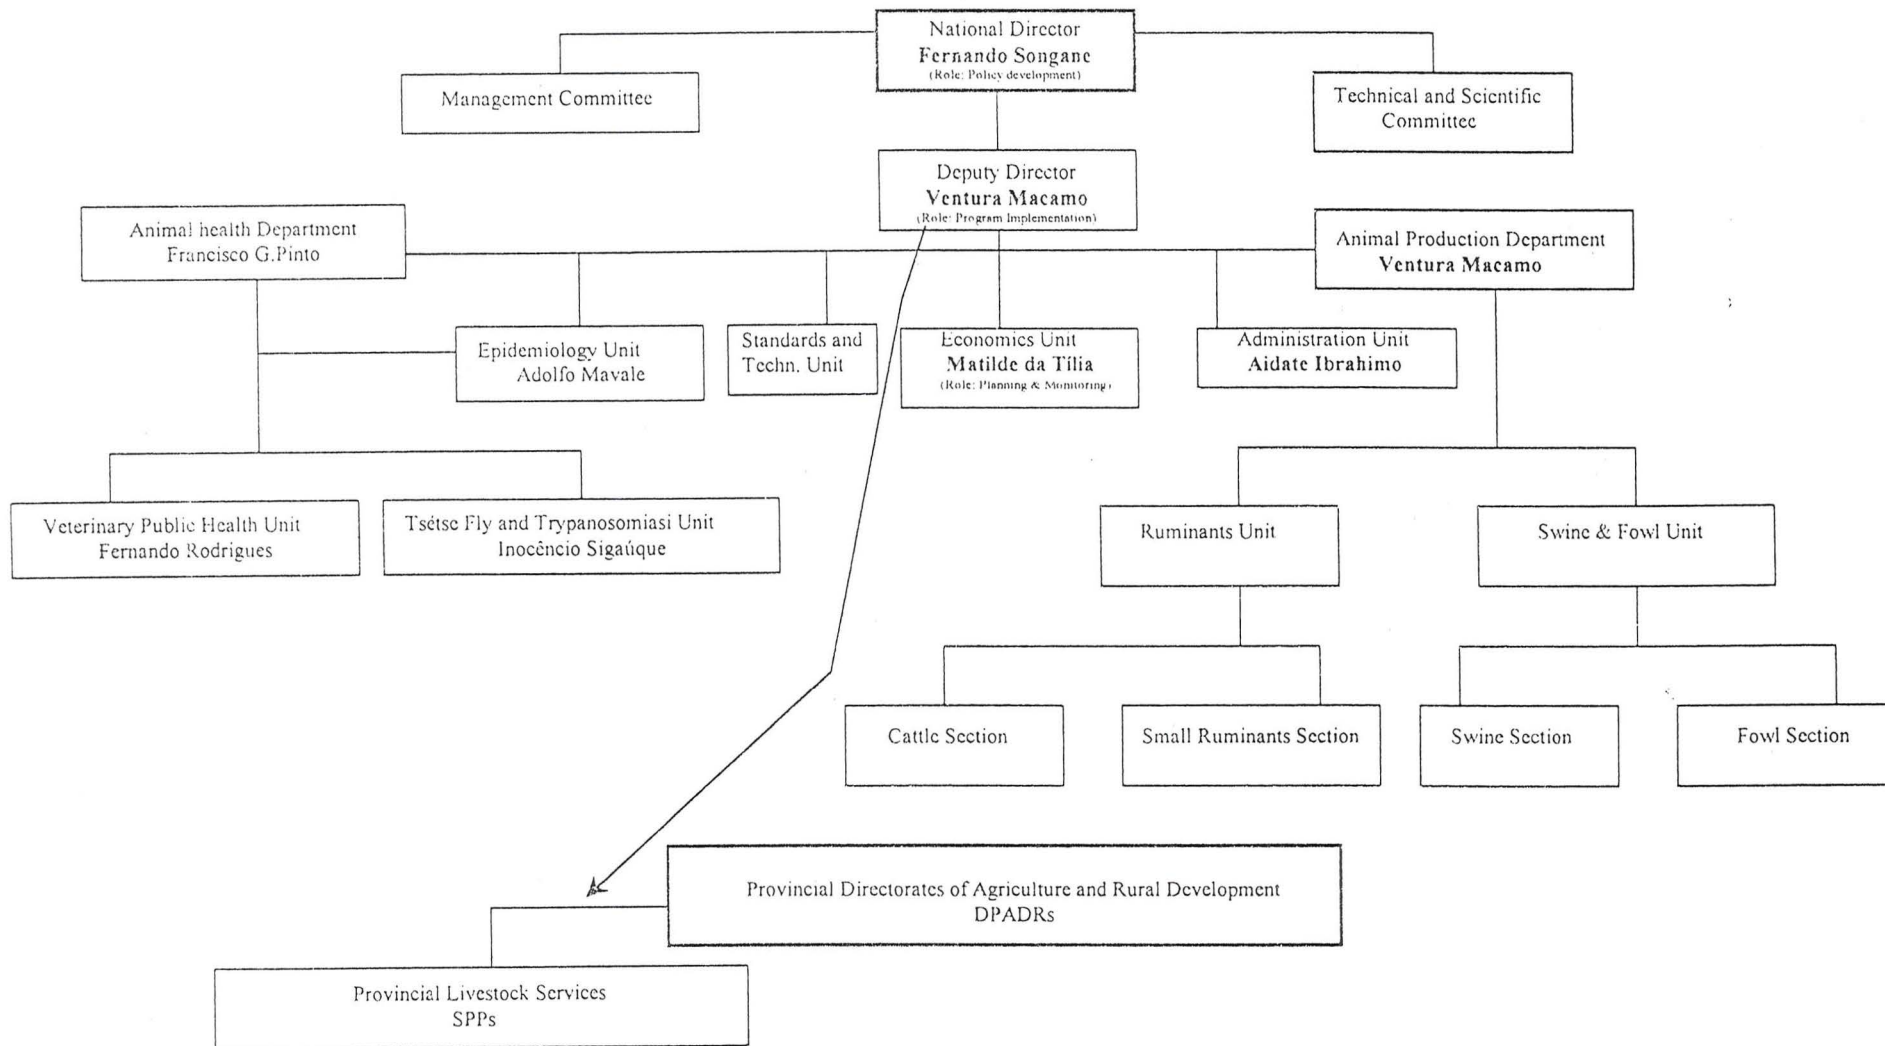 National Director
Fernando Songane
(Role: Policy development)
Management Committee
Technical and Scientific
Committee
Deputy Director
Ventura Macamo
(Role: Program Implementation)
Animal health Department
Francisco G.Pinto
Animal Production Department
Ventura Macamo
Epidemiology Unit
Adolfo Mavale
Standards and
Techn. Unit
Economics Unit
Matilde da Tília
(Role: Planning & Monitoring)
Administration Unit
Aidate Ibrahimo
Veterinary Public Health Unit
Fernando Rodrigues
Tsétse Fly and Trypanosomiasi Unit
Inocêncio Sigaúque
Ruminants Unit
Swine & Fowl Unit
Cattle Section
Small Ruminants Section
Swine Section
Fowl Section
Provincial Directorates of Agriculture and Rural Development
DPADRs
Provincial Livestock Services
SPPs